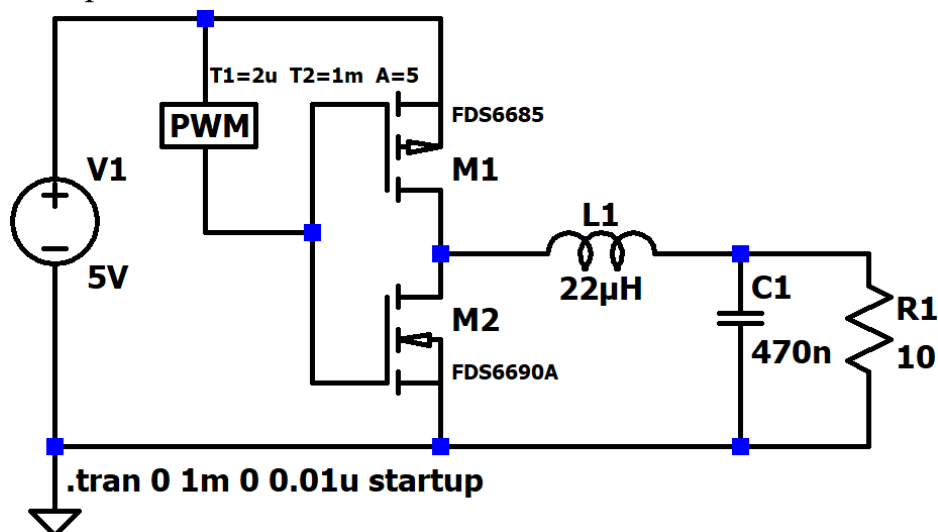 T1=2u T2=1m A=5
PWM
FDS6685
M1
V1
5V
L1
22µH
M2
FDS6690A
C1
470n
R1
10
.tran 0 1m 0 0.01u startup